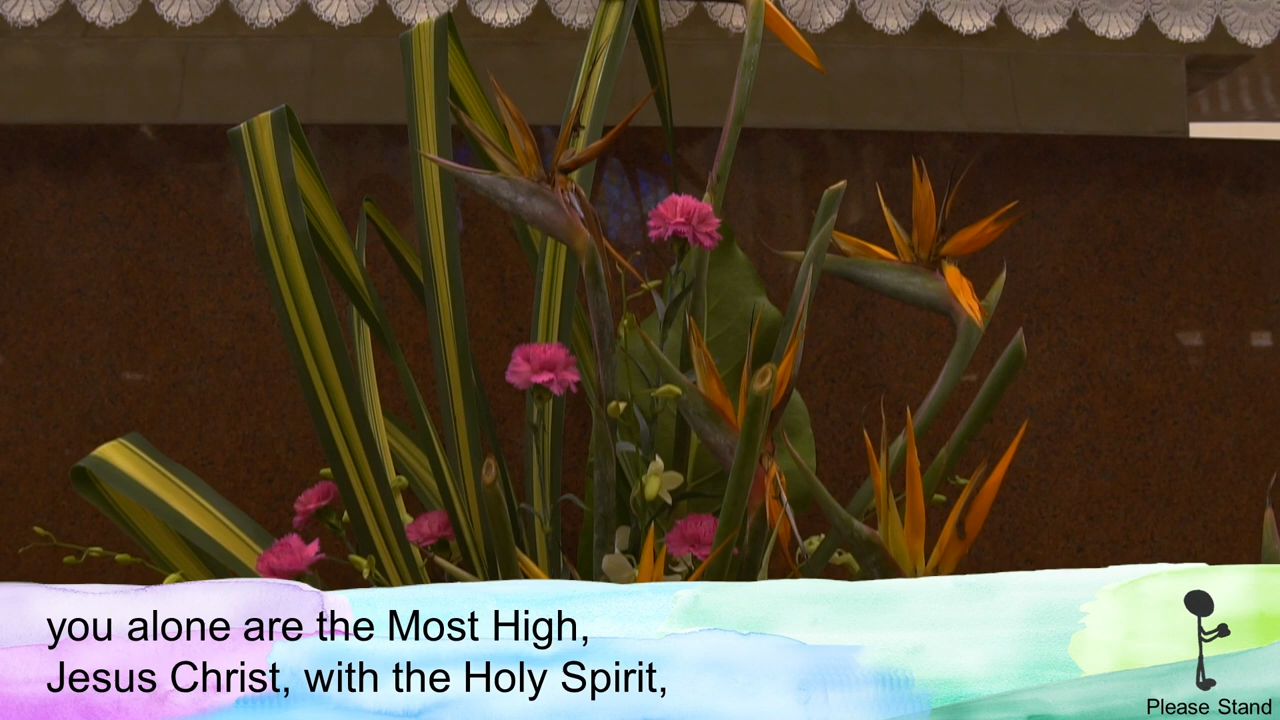 you alone are the Most High,
Jesus Christ, with the Holy Spirit,
Please Stand